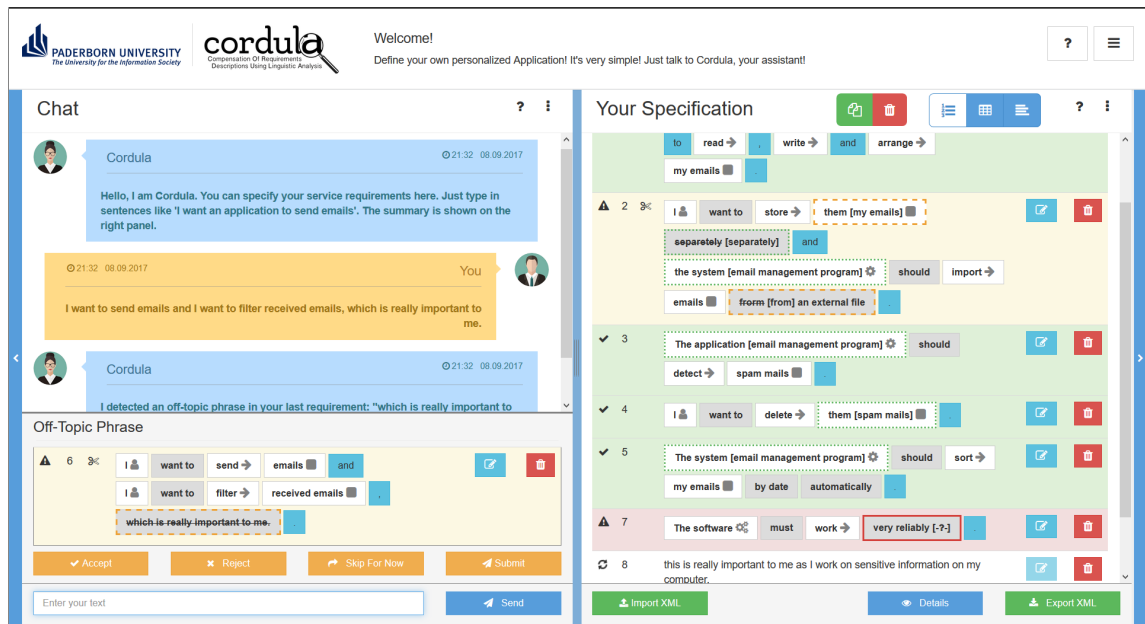 PADERBORN UNIVERSITY
The University for the Information Society
cordula
Compensation Of Requirements
Descriptions Using Linguistic Analysis
Welcome!
Define your own personalized Application! It's very simple! Just talk to Cordula, your assistant!
?
Chat
?
Cordula
21:32 08.09.2017
Hello, I am Cordula. You can specify your service requirements here. Just type in
sentences like 'I want an application to send emails'. The summary is shown on the
right panel.
21:32 08.09.2017
You
I want to send emails and I want to filter received emails, which is really important to
me.
Cordula
21:32 08.09.2017
I detected an off-topic phrase in your last requirement: "which is really important to
Off-Topic Phrase
6 I want to send emails and
I want to filter received emails ,
which is really important to me. .
Accept Reject Skip For Now Submit
Enter your text
Send
Your Specification
?
to read , write and arrange
my emails .
2 I want to store them [my emails]
separetely [separately] and
the system [email management program] should import
emails frorm [from] an external file .
3 The application [email management program] should
detect spam mails .
4 I want to delete them [spam mails] .
5 The system [email management program] should sort
my emails by date automatically .
7 The software must work very reliably [-?-] .
8 this is really important to me as I work on sensitive information on my
computer.
Import XML Details Export XML